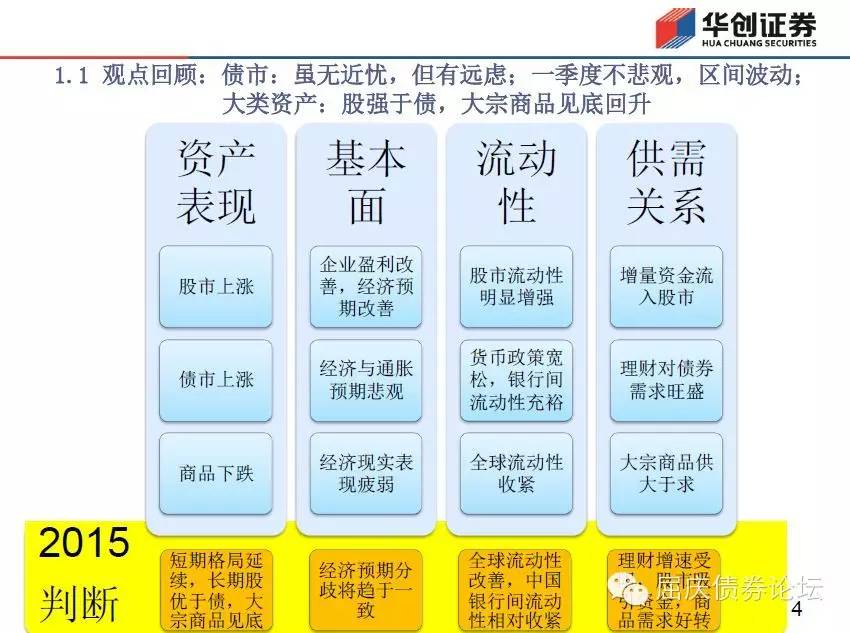 华创证券
HUA CHUANG SECURITIES
1.1 观点回顾：债市：虽无近忧，但有远虑；一季度不悲观，区间波动；
大类资产：股强于债，大宗商品见底回升
资产
表现
股市上涨
债市上涨
商品下跌
基本
面
企业盈利改
善，经济预
期改善
经济与通胀
预期悲观
经济现实表
现疲弱
流动
性
股市流动性
明显增强
货币政策宽
松，银行间
流动性充裕
全球流动性
收紧
供需
关系
增量资金流
入股市
理财对债券
需求旺盛
大宗商品供
大于求
2015
判断
短期格局延
续，长期股
优于债，大
宗商品见底
经济预期分
歧将趋于一
致
全球流动性
改善，中国
银行间流动
性相对收紧
理财增速受
引资金，商
品需求好转
屈庆债券论坛
4